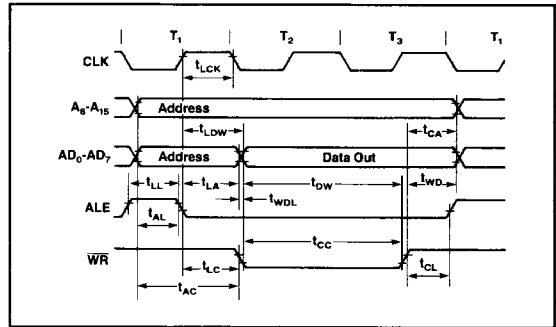 T₁ T₂ T₃ T₁
CLK
tLCK
A₈-A₁₅ Address
tLDW tCA
AD₀-AD₇ Address Data Out
tLL tLA tDW tWD
tWDL
ALE
tAL
tCC
WR
tLC tCL
tAC